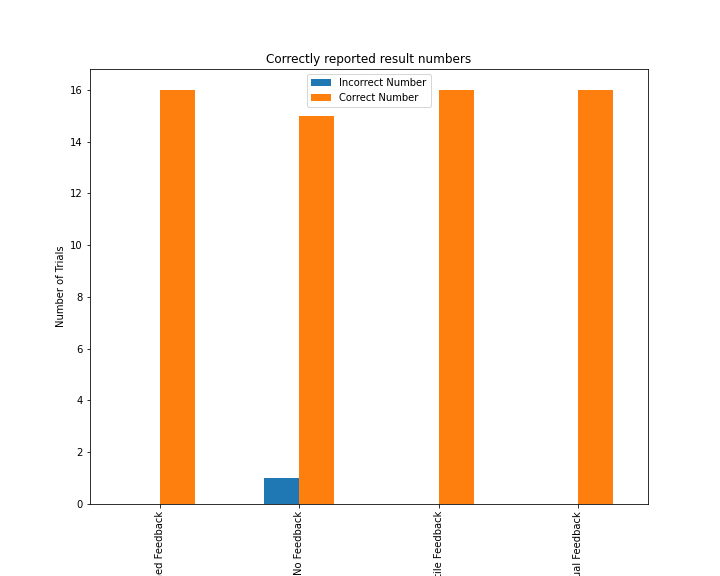 Correctly reported result numbers
Incorrect Number
Correct Number
Number of Trials
16
14
12
10
8
6
4
2
0
ed Feedback
No Feedback
tile Feedback
ual Feedback